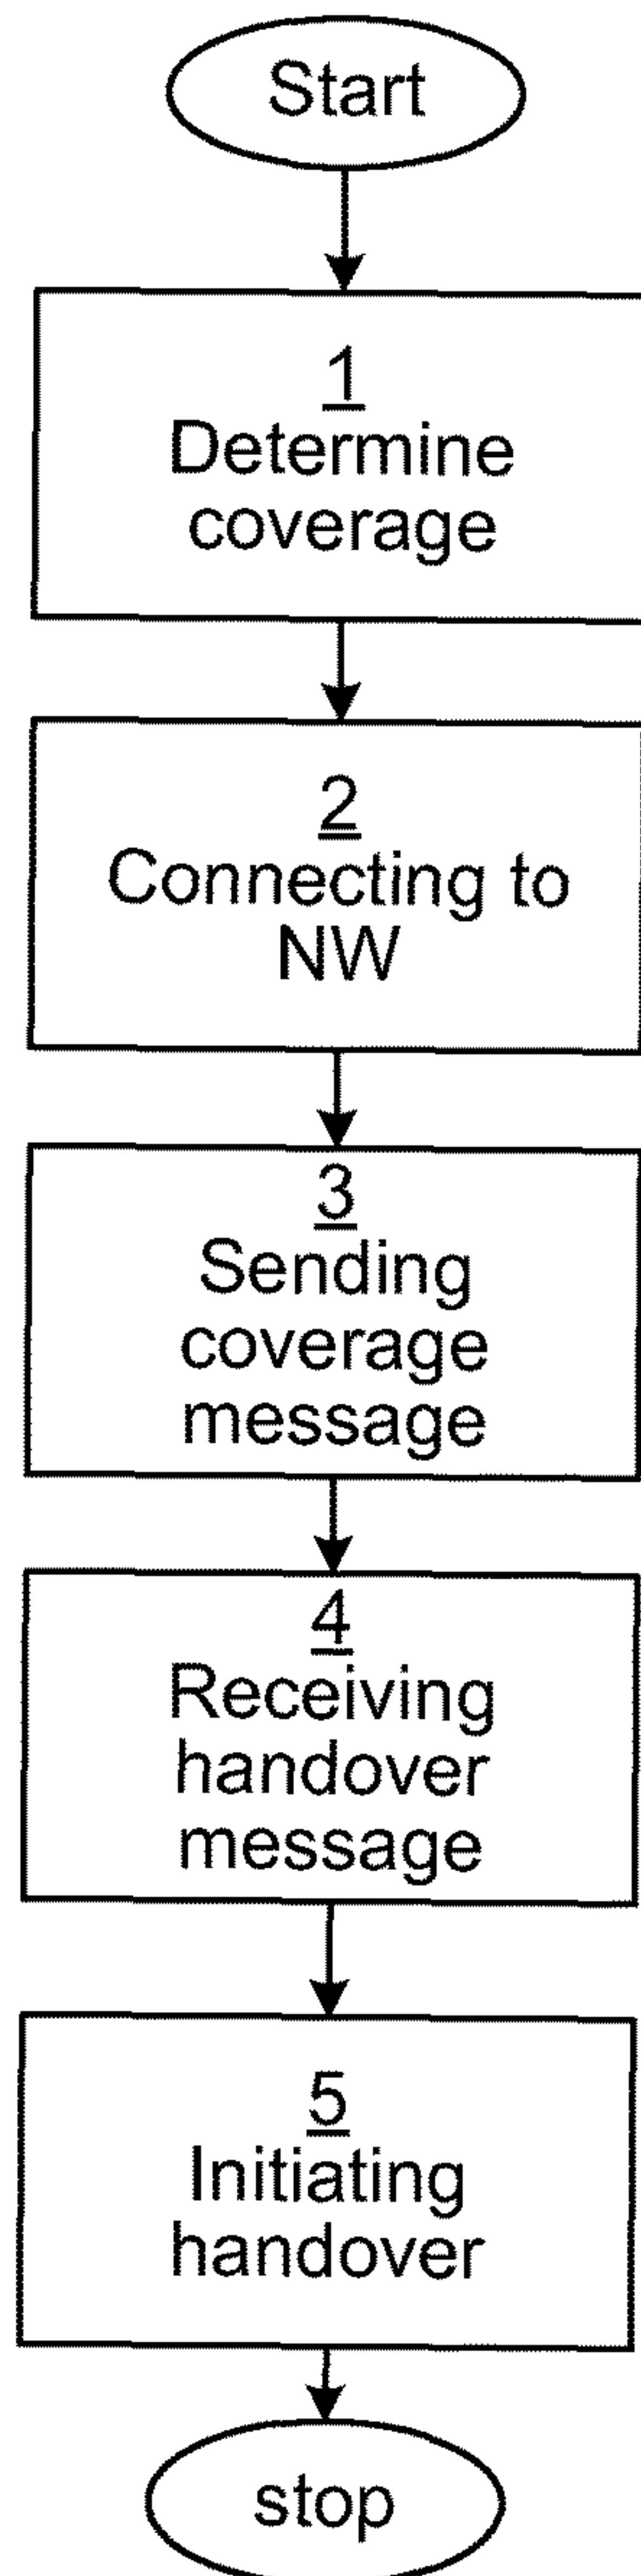 Start
1
Determine
coverage
2
Connecting to
NW
3
Sending
coverage
message
4
Receiving
handover
message
5
Initiating
handover
stop